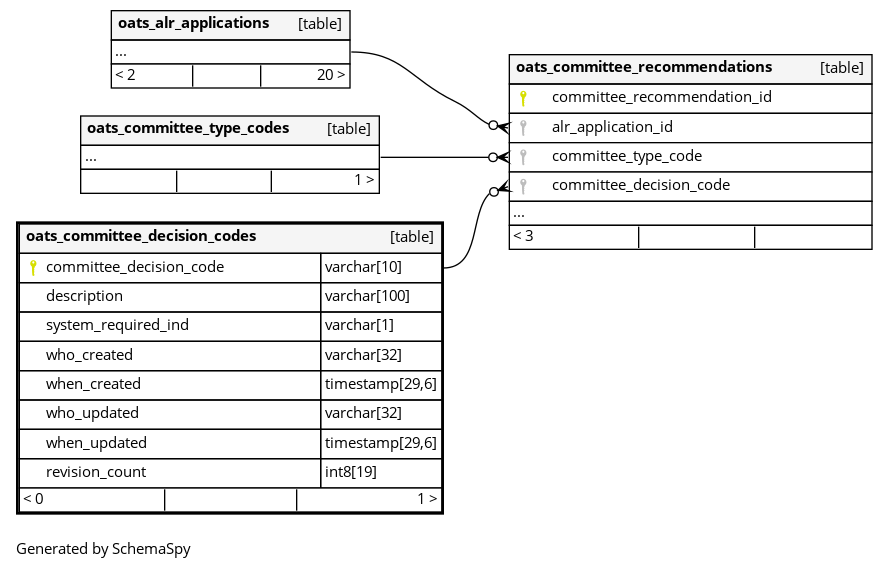 oats_alr_applications [table]
...
< 2 20 >
oats_committee_type_codes [table]
...
1 >
oats_committee_decision_codes [table]
committee_decision_code varchar[10]
description varchar[100]
system_required_ind varchar[1]
who_created varchar[32]
when_created timestamp[29,6]
who_updated varchar[32]
when_updated timestamp[29,6]
revision_count int8[19]
< 0 1 >
oats_committee_recommendations [table]
committee_recommendation_id
alr_application_id
committee_type_code
committee_decision_code
...
< 3
Generated by SchemaSpy